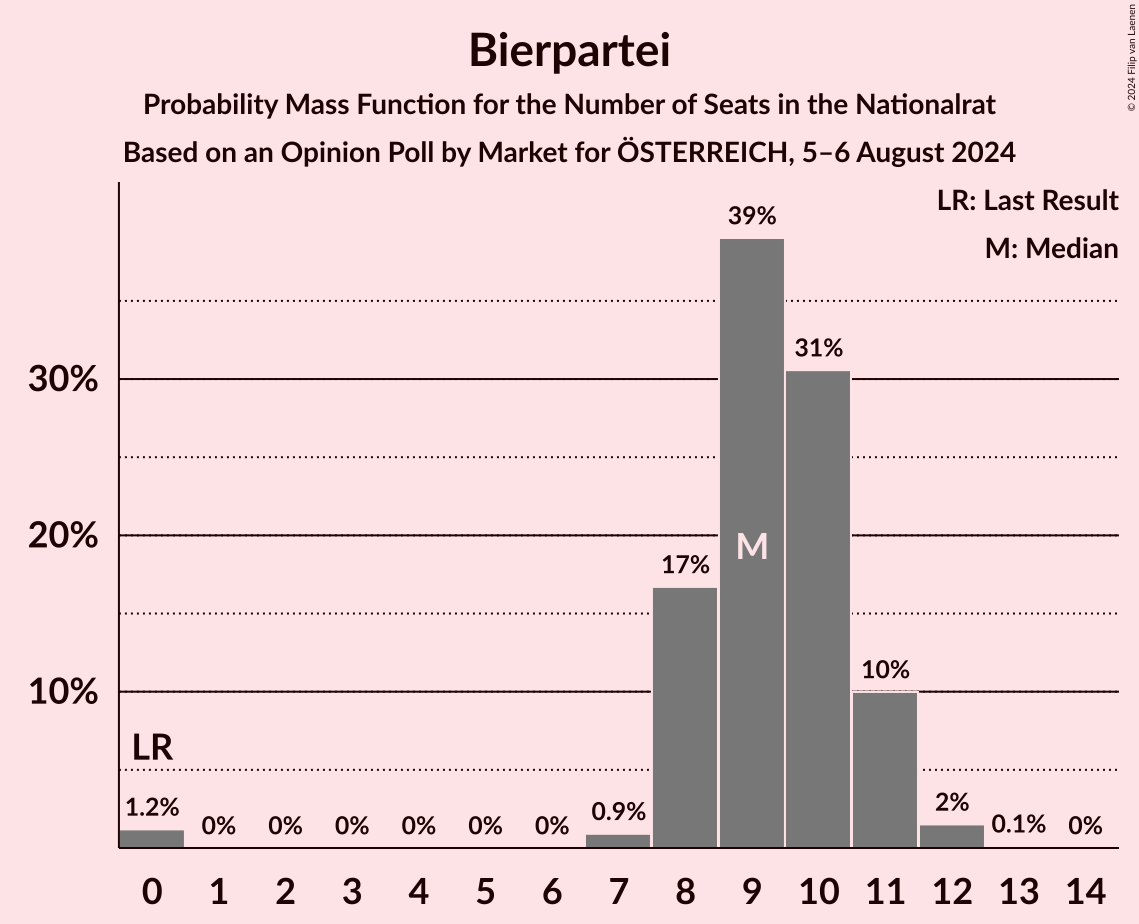 Bierpartei
Probability Mass Function for the Number of Seats in the Nationalrat
Based on an Opinion Poll by Market for ÖSTERREICH, 5–6 August 2024
© 2024 Filip van Laenen
LR: Last Result
M: Median
39%
31%
30%
20%
M
17%
10%
10%
LR
1.2%
0%
0%
0%
0%
0%
0%
0.9%
2%
0.1%
0%
0 1 2 3 4 5 6 7 8 9 10 11 12 13 14